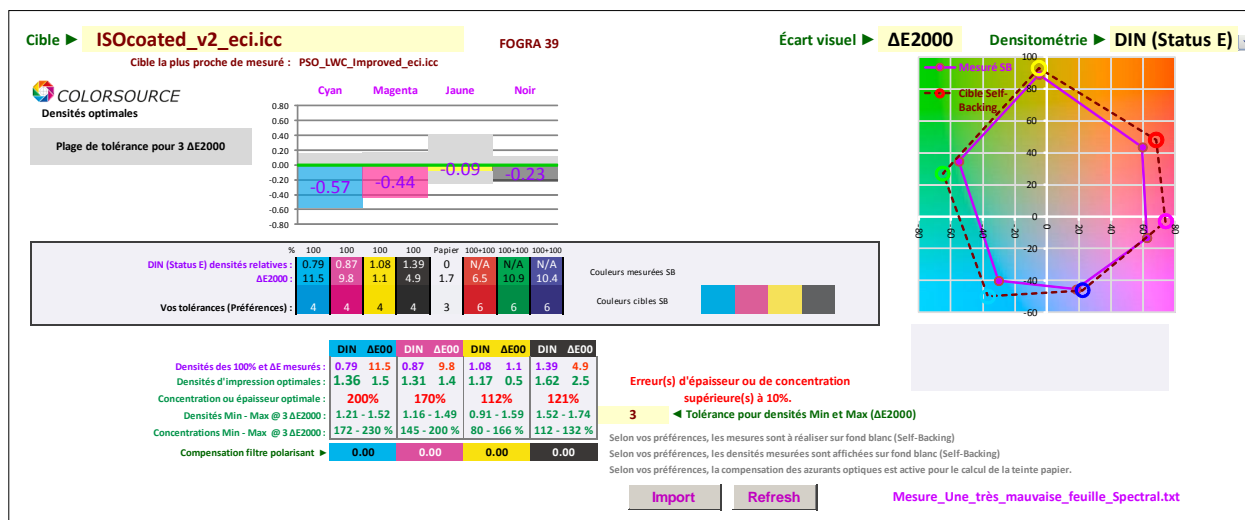 Cible ► ISOcoated_v2_eci.icc FOGRA 39 Écart visuel ► ΔE2000 Densitométrie ► DIN (Status E)
Cible la plus proche de mesuré : PSO_LWC_Improved_eci.icc
COLORSOURCE
Densités optimales
Plage de tolérance pour 3 ΔE2000
Cyan Magenta Jaune Noir
0.80
0.60
0.40
0.20
0.00
-0.20
-0.40
-0.60
-0.80
-0.57 -0.44 -0.09 -0.23
Mesuré SB
Cible Self-Backing
100
80
60
40
20
0
-20
-40
-60
-80 -60 -40 -20 0 20 40 60 80
% 100 100 100 100 Papier 100+100 100+100 100+100
DIN (Status E) densités relatives : 0.79 0.87 1.08 1.39 0 N/A N/A N/A
ΔE2000: 11.5 9.8 1.1 4.9 1.7 6.5 10.9 10.4
Vos tolérances (Préférences) : 4 4 4 4 3 6 6 6
Couleurs mesurées SB
Couleurs cibles SB
DIN ΔE00 DIN ΔE00 DIN ΔE00 DIN ΔE00
Densités des 100% et ΔE mesurés : 0.79 11.5 0.87 9.8 1.08 1.1 1.39 4.9
Densités d'impression optimales : 1.36 1.5 1.31 1.4 1.17 0.5 1.62 2.5
Concentration ou épaisseur optimale : 200% 170% 112% 121%
Densités Min - Max @ 3 ΔE2000 : 1.21 - 1.52 1.16 - 1.49 0.91 - 1.59 1.52 - 1.74
Concentrations Min - Max @ 3 ΔE2000 : 172 - 230 % 145 - 200 % 80 - 166 % 112 - 132 %
Compensation filtre polarisant ► 0.00 0.00 0.00 0.00
Erreur(s) d'épaisseur ou de concentration
supérieure(s) à 10%.
3 ◄ Tolérance pour densités Min et Max (ΔE2000)
Selon vos préférences, les mesures sont à réaliser sur fond blanc (Self-Backing)
Selon vos préférences, les densités mesurées sont affichées sur fond blanc (Self-Backing)
Selon vos préférences, la compensation des azurants optiques est active pour le calcul de la teinte papier.
Import Refresh Mesure_Une_très_mauvaise_feuille_Spectral.txt